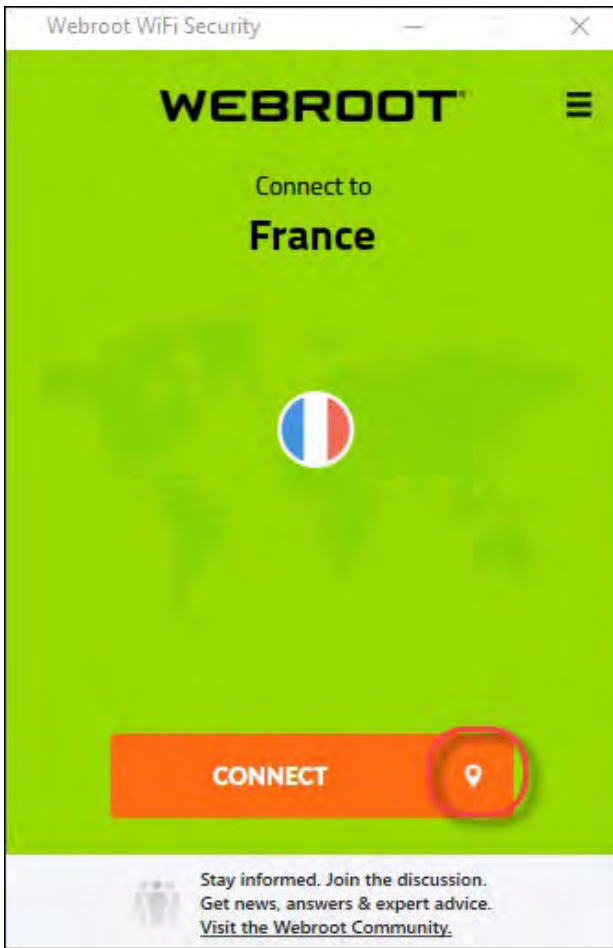 Webroot WiFi Security
WEBROOT®
Connect to
France
CONNECT
Stay informed. Join the discussion.
Get news, answers & expert advice.
Visit the Webroot Community.